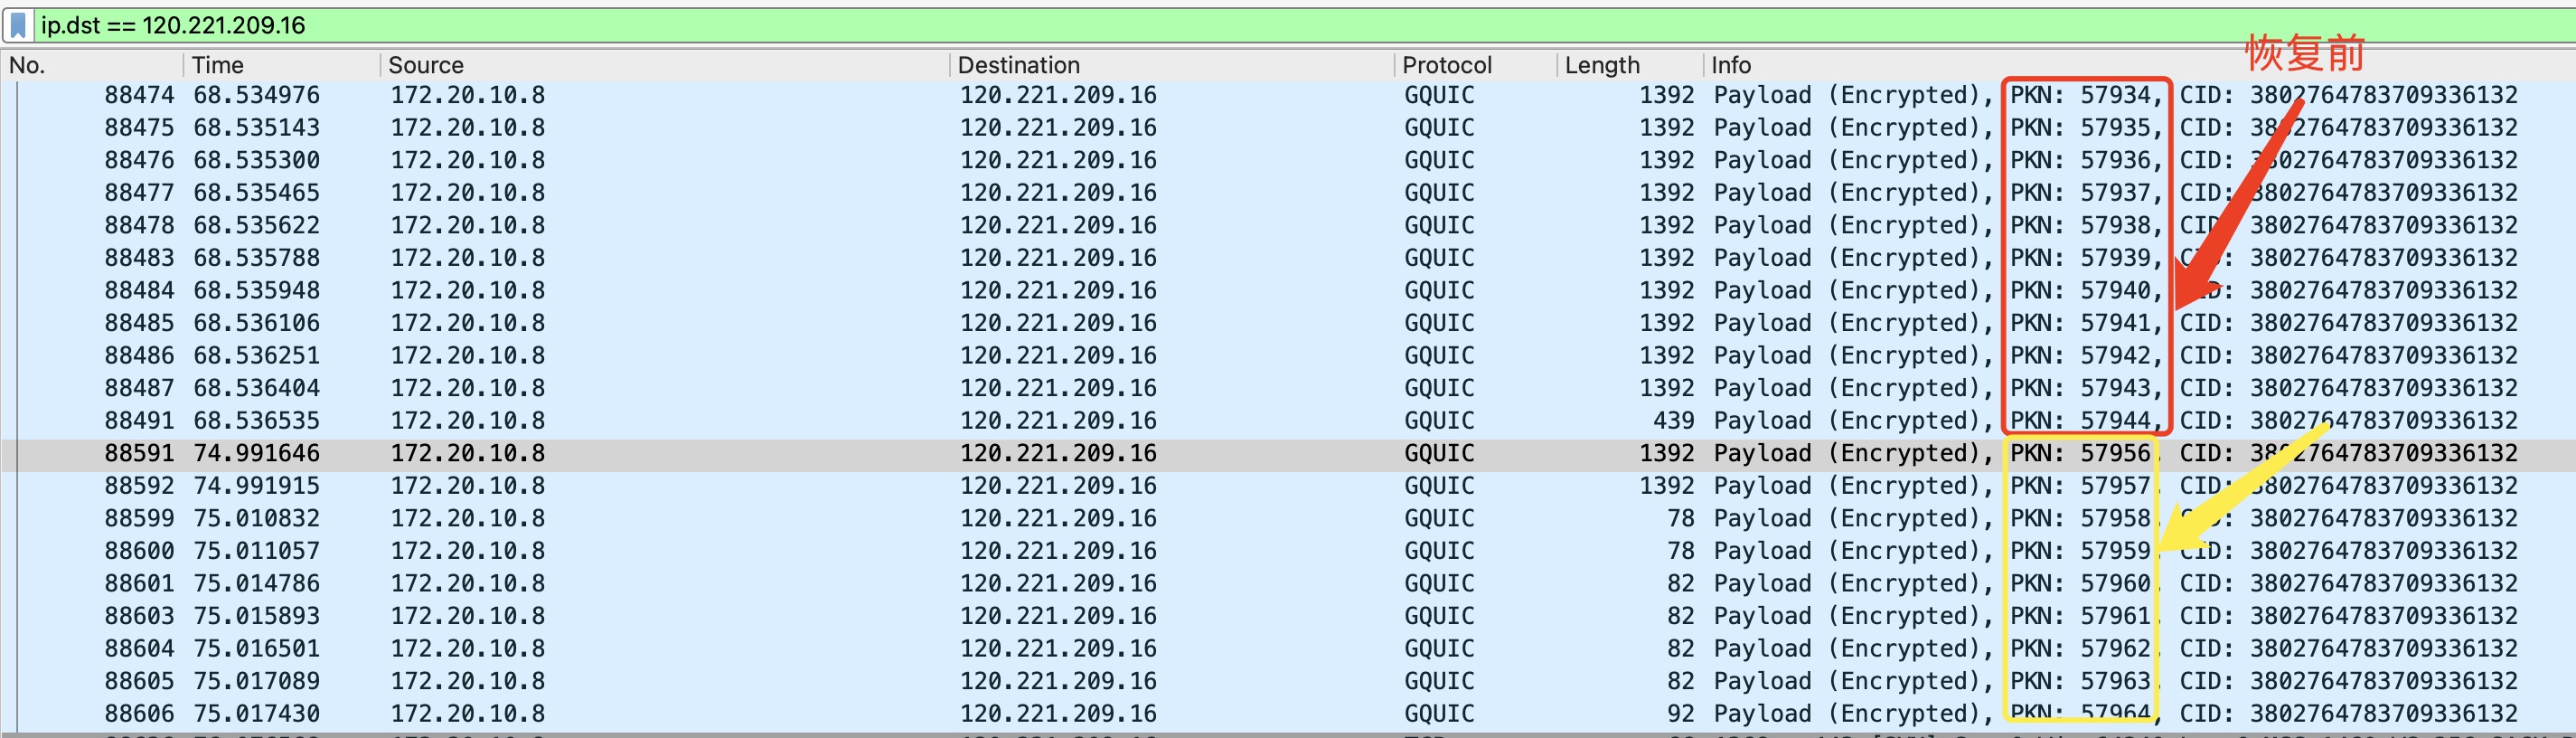 ip.dst == 120.221.209.16
恢复前
No. Time Source Destination Protocol Length Info
88474 68.534976 172.20.10.8 120.221.209.16 GQUIC 1392 Payload (Encrypted), PKN: 57934, CID: 3802764783709336132
88475 68.535143 172.20.10.8 120.221.209.16 GQUIC 1392 Payload (Encrypted), PKN: 57935, CID: 3802764783709336132
88476 68.535300 172.20.10.8 120.221.209.16 GQUIC 1392 Payload (Encrypted), PKN: 57936, CID: 3802764783709336132
88477 68.535465 172.20.10.8 120.221.209.16 GQUIC 1392 Payload (Encrypted), PKN: 57937, CID: 3802764783709336132
88478 68.535622 172.20.10.8 120.221.209.16 GQUIC 1392 Payload (Encrypted), PKN: 57938, CID: 3802764783709336132
88483 68.535788 172.20.10.8 120.221.209.16 GQUIC 1392 Payload (Encrypted), PKN: 57939, CID: 3802764783709336132
88484 68.535948 172.20.10.8 120.221.209.16 GQUIC 1392 Payload (Encrypted), PKN: 57940, CID: 3802764783709336132
88485 68.536106 172.20.10.8 120.221.209.16 GQUIC 1392 Payload (Encrypted), PKN: 57941, CID: 3802764783709336132
88486 68.536251 172.20.10.8 120.221.209.16 GQUIC 1392 Payload (Encrypted), PKN: 57942, CID: 3802764783709336132
88487 68.536404 172.20.10.8 120.221.209.16 GQUIC 1392 Payload (Encrypted), PKN: 57943, CID: 3802764783709336132
88491 68.536535 172.20.10.8 120.221.209.16 GQUIC 439 Payload (Encrypted), PKN: 57944, CID: 3802764783709336132
88591 74.991646 172.20.10.8 120.221.209.16 GQUIC 1392 Payload (Encrypted), PKN: 57956, CID: 3802764783709336132
88592 74.991915 172.20.10.8 120.221.209.16 GQUIC 1392 Payload (Encrypted), PKN: 57957, CID: 3802764783709336132
88599 75.010832 172.20.10.8 120.221.209.16 GQUIC 78 Payload (Encrypted), PKN: 57958, CID: 3802764783709336132
88600 75.011057 172.20.10.8 120.221.209.16 GQUIC 78 Payload (Encrypted), PKN: 57959, CID: 3802764783709336132
88601 75.014786 172.20.10.8 120.221.209.16 GQUIC 82 Payload (Encrypted), PKN: 57960, CID: 3802764783709336132
88603 75.015893 172.20.10.8 120.221.209.16 GQUIC 82 Payload (Encrypted), PKN: 57961, CID: 3802764783709336132
88604 75.016501 172.20.10.8 120.221.209.16 GQUIC 82 Payload (Encrypted), PKN: 57962, CID: 3802764783709336132
88605 75.017089 172.20.10.8 120.221.209.16 GQUIC 82 Payload (Encrypted), PKN: 57963, CID: 3802764783709336132
88606 75.017430 172.20.10.8 120.221.209.16 GQUIC 92 Payload (Encrypted), PKN: 57964, CID: 3802764783709336132